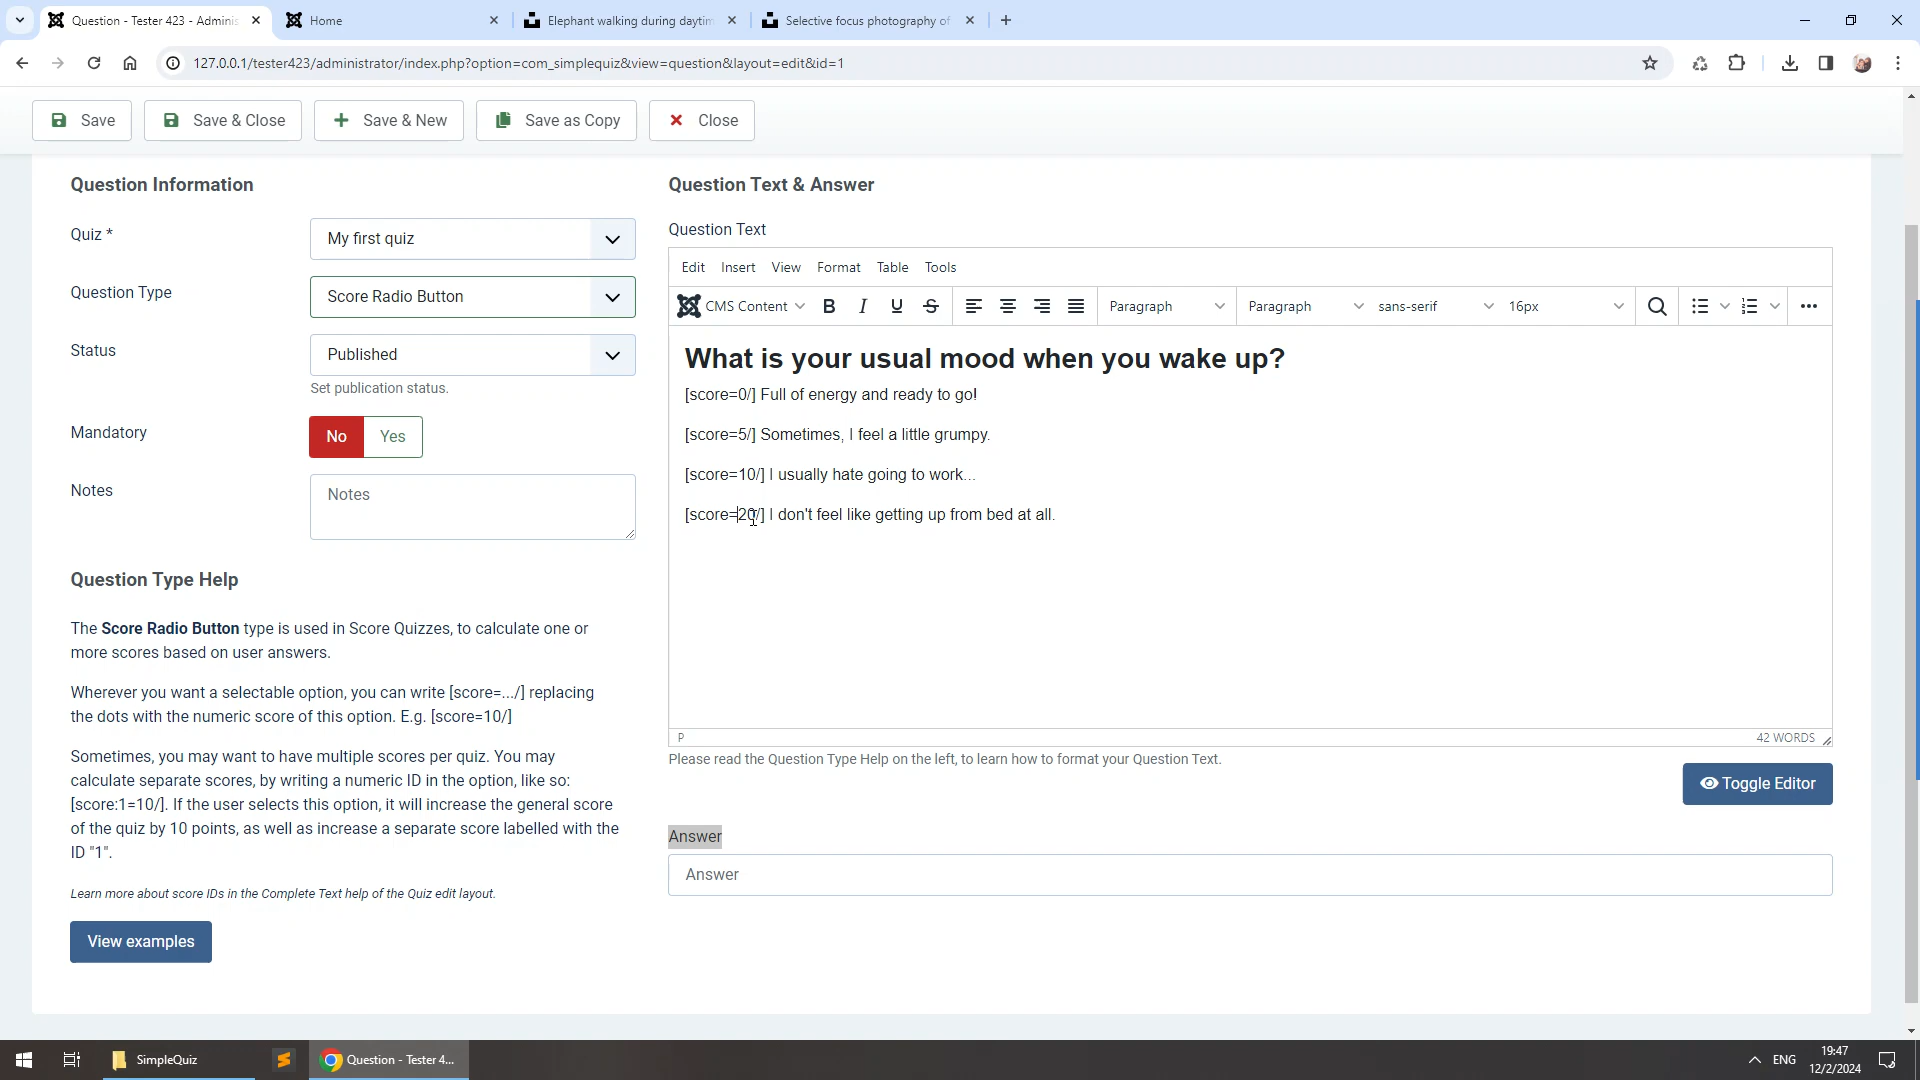 Question - Tester 423 - Adminis
Home
Elephant walking during daytim
Selective focus photography of
127.0.0.1/tester423/administrator/index.php?option=com_simplequiz&view=question&layout=edit&id=1
Save
Save & Close
Save & New
Save as Copy
Close
Question Information
Quiz *
My first quiz
Question Type
Score Radio Button
Status
Published
Set publication status.
Mandatory
No
Yes
Notes
Notes
Question Type Help
The Score Radio Button type is used in Score Quizzes, to calculate one or
more scores based on user answers.
Wherever you want a selectable option, you can write [score=.../] replacing
the dots with the numeric score of this option. E.g. [score=10/]
Sometimes, you may want to have multiple scores per quiz. You may
calculate separate scores, by writing a numeric ID in the option, like so:
[score:1=10/]. If the user selects this option, it will increase the general score
of the quiz by 10 points, as well as increase a separate score labelled with the
ID "1".
Learn more about score IDs in the Complete Text help of the Quiz edit layout.
View examples
Question Text & Answer
Question Text
Edit Insert View Format Table Tools
CMS Content B I U S Paragraph Paragraph sans-serif 16px
What is your usual mood when you wake up?
[score=0/] Full of energy and ready to go!
[score=5/] Sometimes, I feel a little grumpy.
[score=10/] I usually hate going to work...
[score=20/] I don't feel like getting up from bed at all.
P
42 WORDS
Please read the Question Type Help on the left, to learn how to format your Question Text.
Toggle Editor
Answer
Answer
SimpleQuiz
Question - Tester 4...
ENG
19:47
12/2/2024